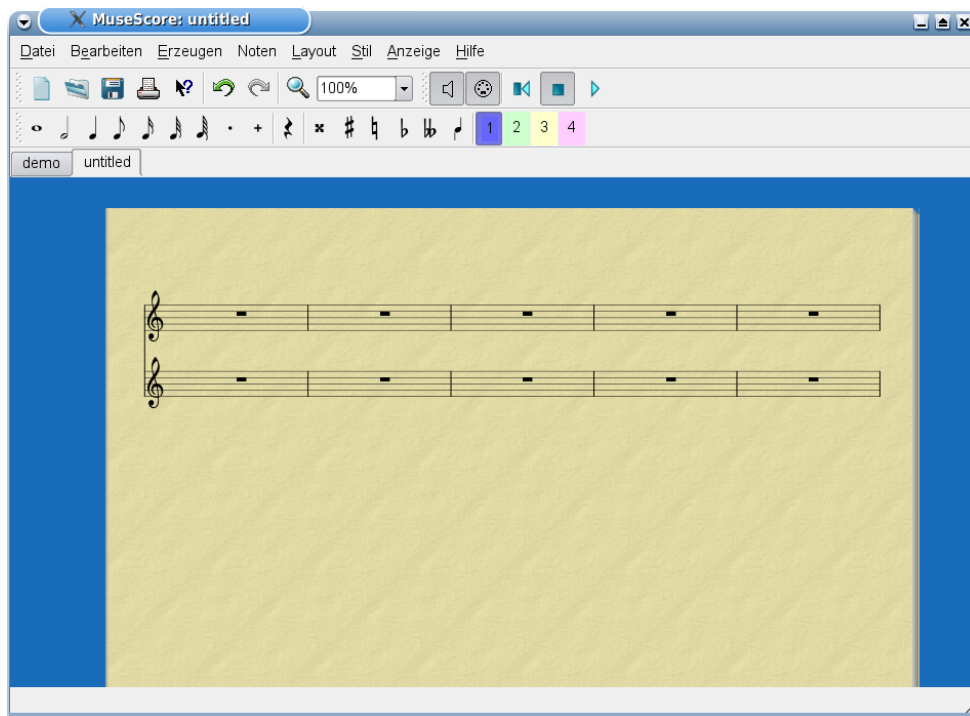 MuseScore: untitled
Datei Bearbeiten Erzeugen Noten Layout Stil Anzeige Hilfe
100%
1 2 3 4
demo untitled